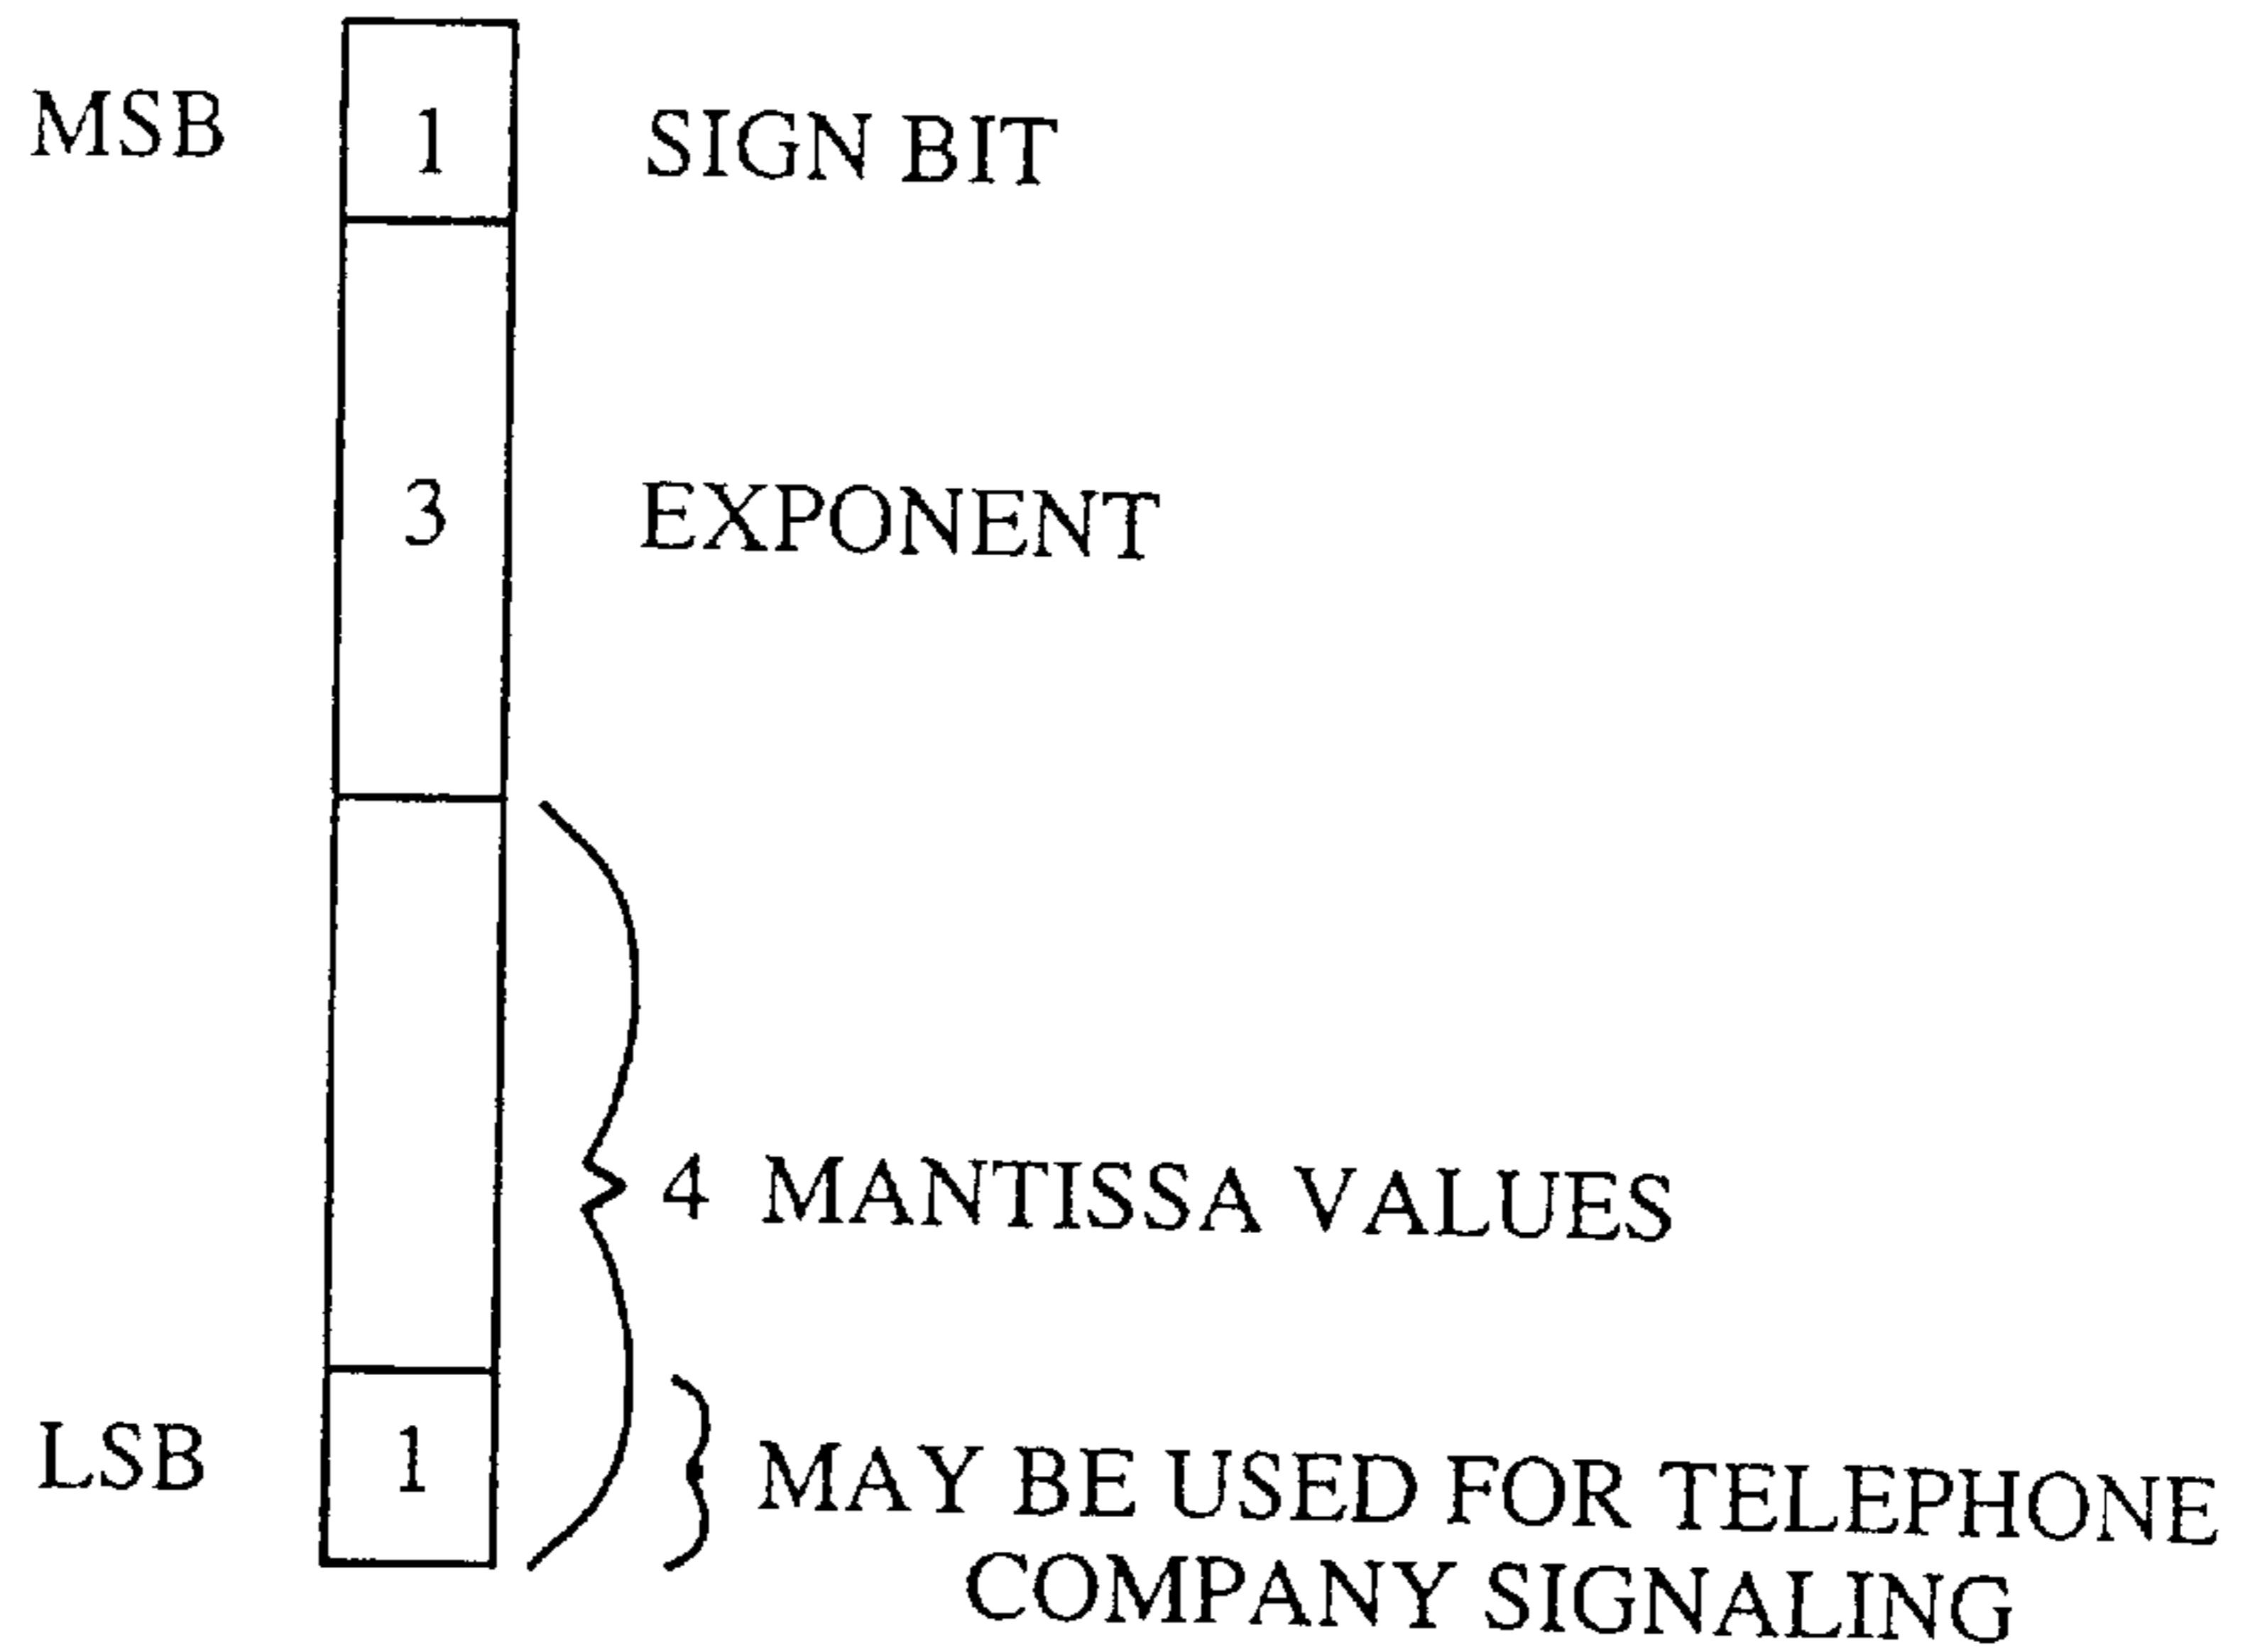 MSB 1 SIGN BIT
3 EXPONENT
4 MANTISSA VALUES
LSB 1 MAY BE USED FOR TELEPHONE
COMPANY SIGNALING